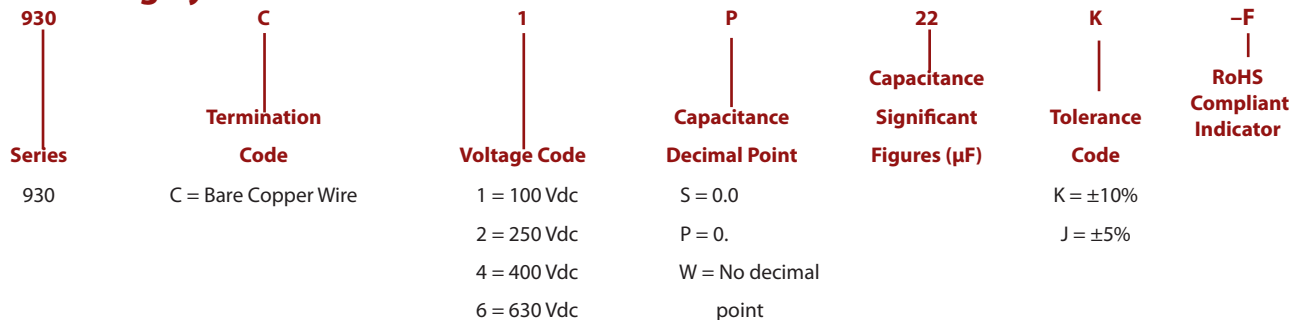 930 C 1 P 22 K –F
Capacitance RoHS
Termination Capacitance Significant Tolerance Compliant
Indicator
Series Code Voltage Code Decimal Point Figures (µF) Code
930 C = Bare Copper Wire 1 = 100 Vdc S = 0.0 K = ±10%
2 = 250 Vdc P = 0. J = ±5%
4 = 400 Vdc W = No decimal
6 = 630 Vdc point